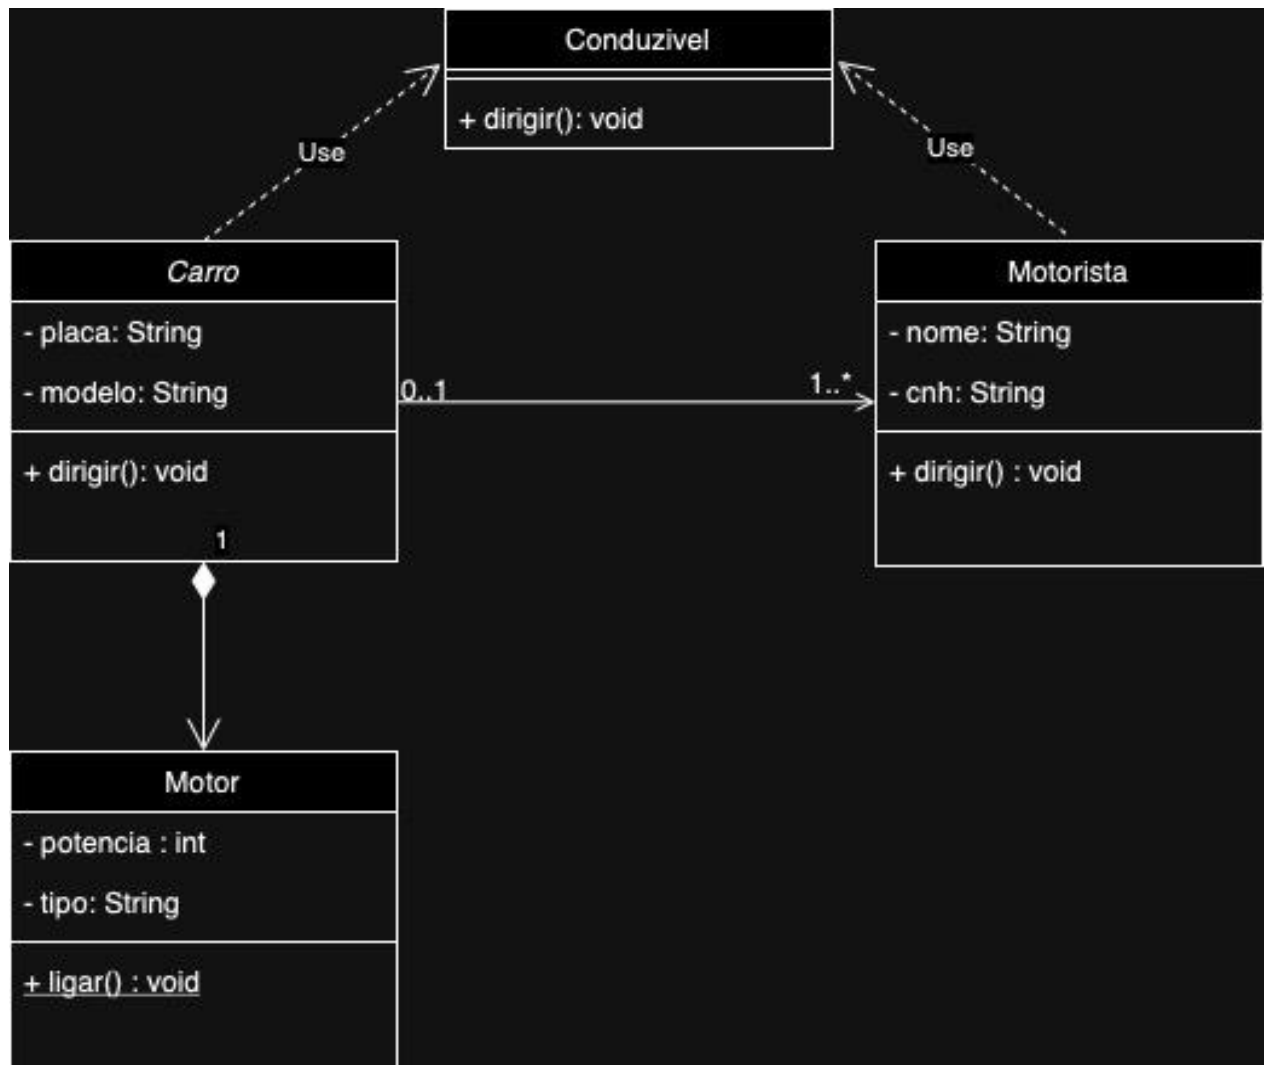 Conduzivel
+ dirigir(): void
Use
Use
Carro
- placa: String
- modelo: String
+ dirigir(): void
1
0..1
1..*
Motorista
- nome: String
- cnh: String
+ dirigir() : void
Motor
- potencia : int
- tipo: String
+ ligar() : void